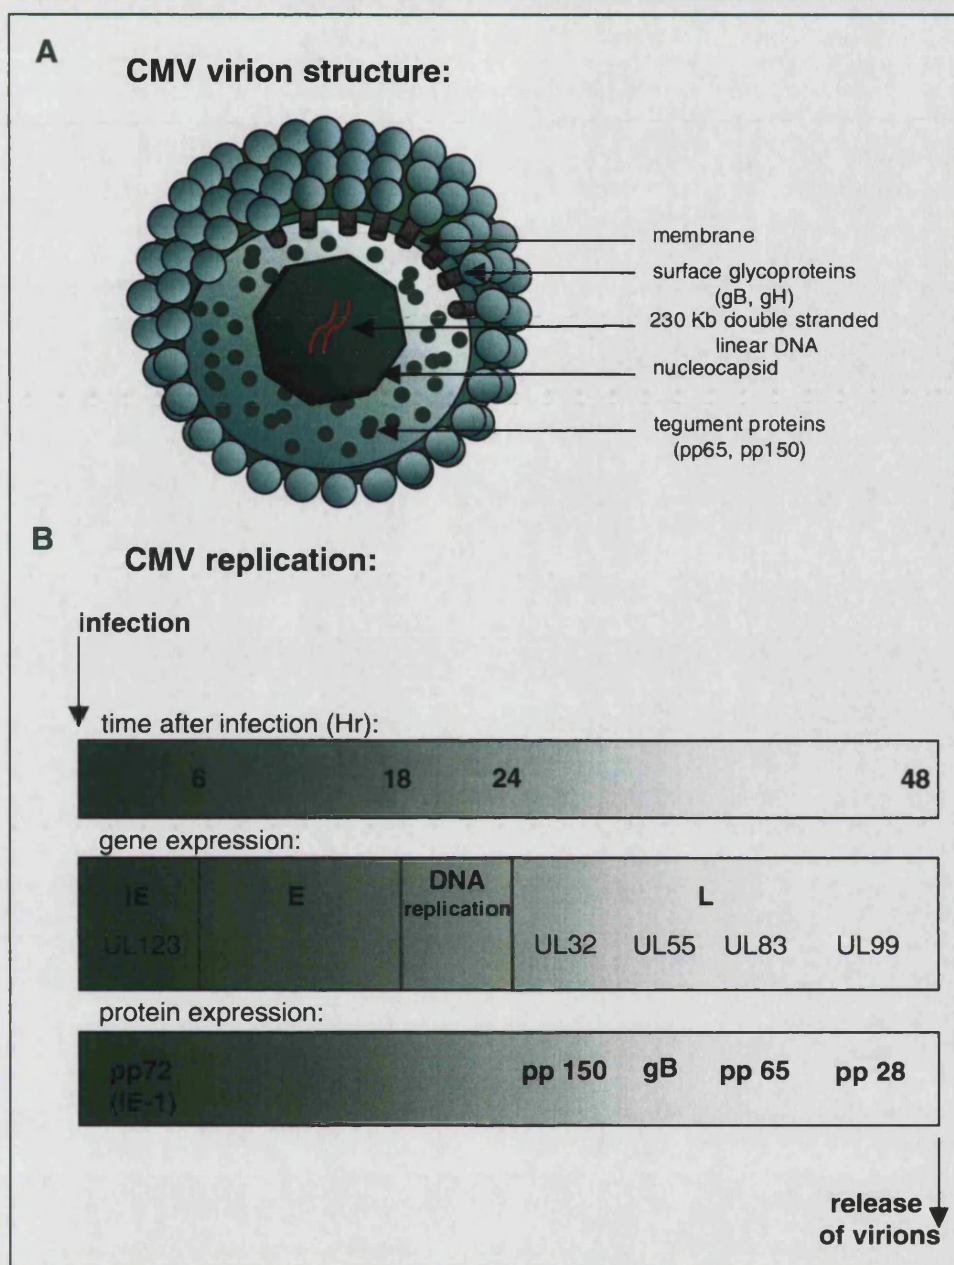 A
CMV virion structure:
membrane
surface glycoproteins
(gB, gH)
230 Kb double stranded
linear DNA
nucleocapsid
tegument proteins
(pp65, pp150)
B
CMV replication:
infection
time after infection (Hr):
6 18 24 48
gene expression:
IE E DNA replication L
UL123 UL32 UL55 UL83 UL99
protein expression:
pp72 (IE-1) pp 150 gB pp 65 pp 28
release
of virions